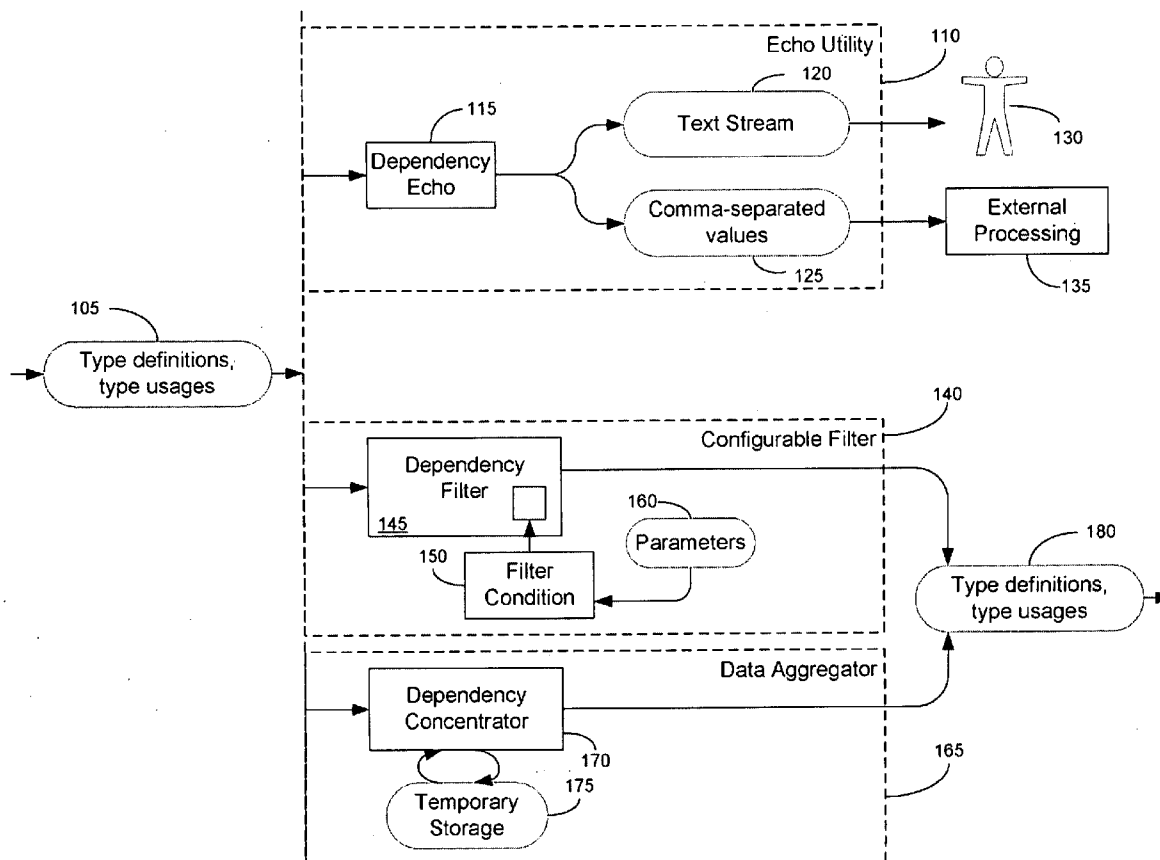 Echo Utility
110
120
115
Text Stream
130
Dependency
Echo
Comma-separated
values
External
Processing
125
135
105
Type definitions,
type usages
140
Configurable Filter
Dependency
Filter
145
160
Parameters
150
Filter
Condition
180
Type definitions,
type usages
Data Aggregator
Dependency
Concentrator
170
165
175
Temporary
Storage